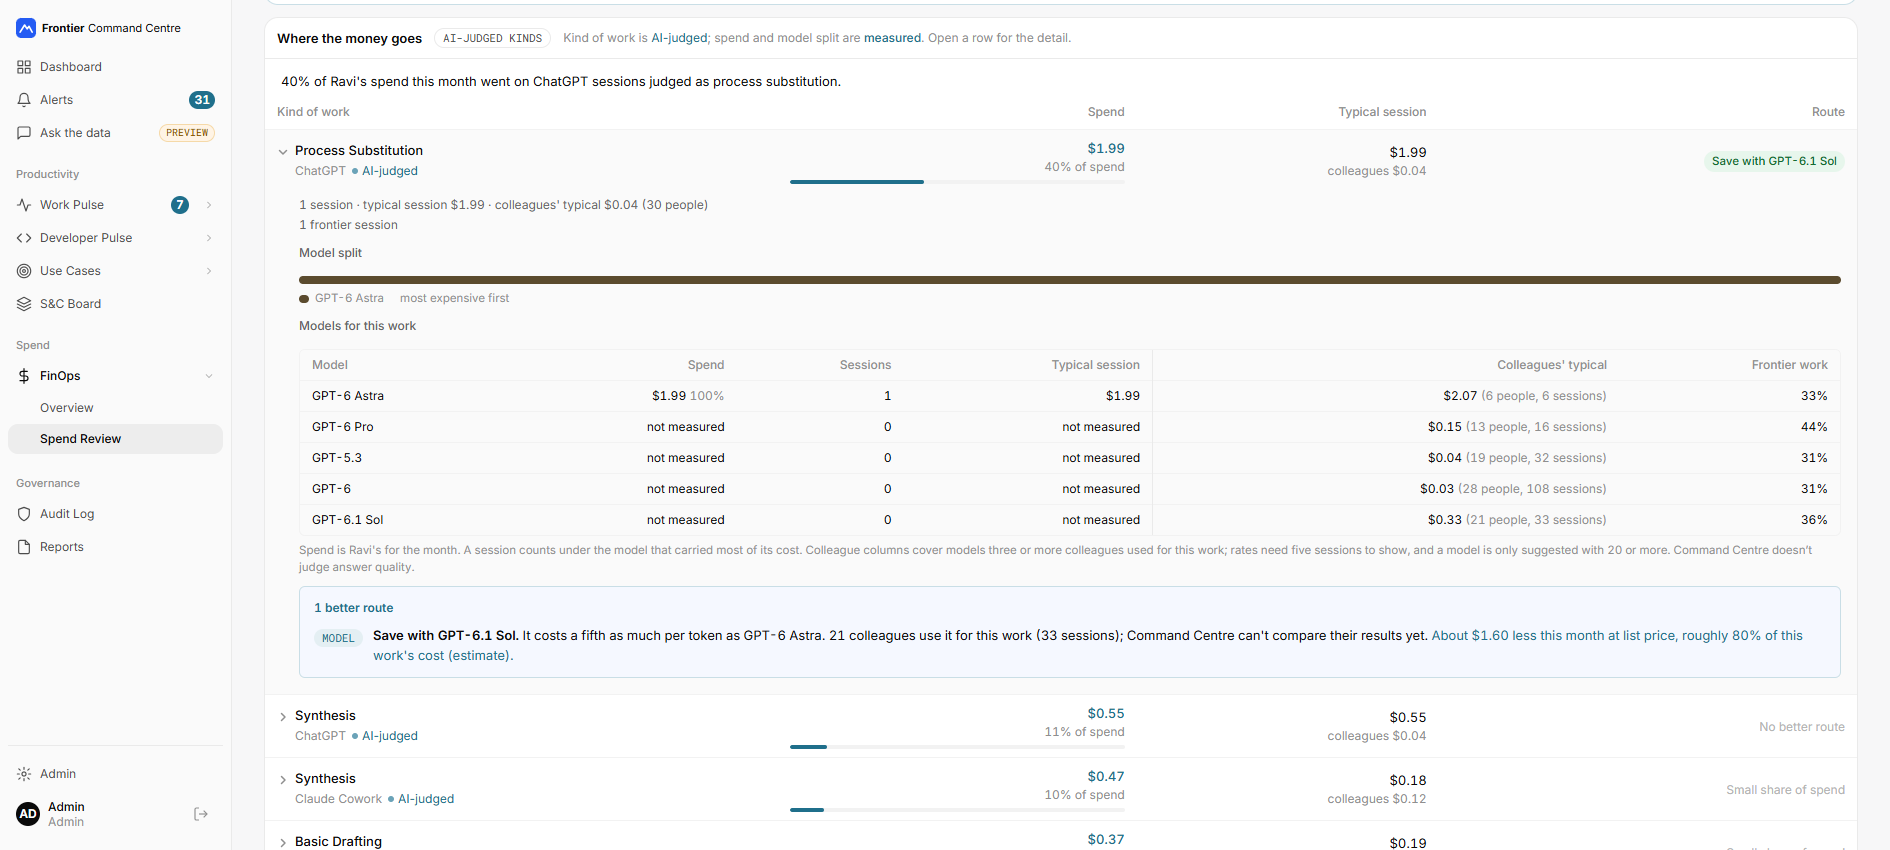 Frontier Command Centre
Dashboard
Alerts 31
Ask the data PREVIEW
Productivity
Work Pulse 7
Developer Pulse
Use Cases
S&C Board
Spend
FinOps
Overview
Spend Review
Governance
Audit Log
Reports
Admin
AD Admin
Admin
Where the money goes AI-JUDGED KINDS Kind of work is AI-judged; spend and model split are measured. Open a row for the detail.
40% of Ravi's spend this month went on ChatGPT sessions judged as process substitution.
Kind of work Spend Typical session Route
Process Substitution $1.99 $1.99 Save with GPT-6.1 Sol
ChatGPT AI-judged 40% of spend colleagues $0.04
1 session · typical session $1.99 · colleagues' typical $0.04 (30 people)
1 frontier session
Model split
GPT-6 Astra most expensive first
Models for this work
Model Spend Sessions Typical session Colleagues' typical Frontier work
GPT-6 Astra $1.99 100% 1 $1.99 $2.07 (6 people, 6 sessions) 33%
GPT-6 Pro not measured 0 not measured $0.15 (13 people, 16 sessions) 44%
GPT-5.3 not measured 0 not measured $0.04 (19 people, 32 sessions) 31%
GPT-6 not measured 0 not measured $0.03 (28 people, 108 sessions) 31%
GPT-6.1 Sol not measured 0 not measured $0.33 (21 people, 33 sessions) 36%
Spend is Ravi's for the month. A session counts under the model that carried most of its cost. Colleague columns cover models three or more colleagues used for this work; rates need five sessions to show, and a model is only suggested with 20 or more. Command Centre doesn't
judge answer quality.
1 better route
MODEL Save with GPT-6.1 Sol. It costs a fifth as much per token as GPT-6 Astra. 21 colleagues use it for this work (33 sessions); Command Centre can't compare their results yet. About $1.60 less this month at list price, roughly 80% of this
work's cost (estimate).
Synthesis $0.55 $0.55 No better route
ChatGPT AI-judged 11% of spend colleagues $0.04
Synthesis $0.47 $0.18 Small share of spend
Claude Cowork AI-judged 10% of spend colleagues $0.12
Basic Drafting $0.37 $0.19